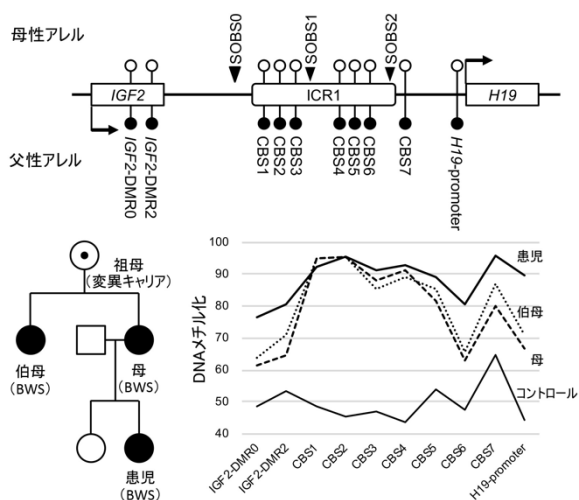 母性アレル
SOBS0
SOBS1
SOBS2
IGF2
ICR1
H19
父性アレル
IGF2-DMR0
IGF2-DMR2
CBS1
CBS2
CBS3
CBS4
CBS5
CBS6
CBS7
H19-promoter
祖母
(変異キャリア)
伯母
(BWS)
母
(BWS)
患児
(BWS)
DNAメチル化
100
90
80
70
60
50
40
患児
伯母
母
コントロール
IGF2-DMR0
IGF2-DMR2
CBS1
CBS2
CBS3
CBS4
CBS5
CBS6
CBS7
H19-promoter